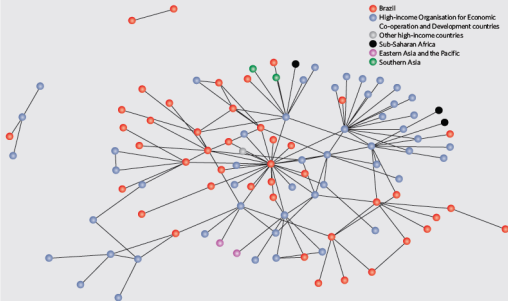 Brazil
High-income Organisation for Economic
Co-operation and Development countries
Other high-income countries
Sub-Saharan Africa
Eastern Asia and the Pacific
Southern Asia